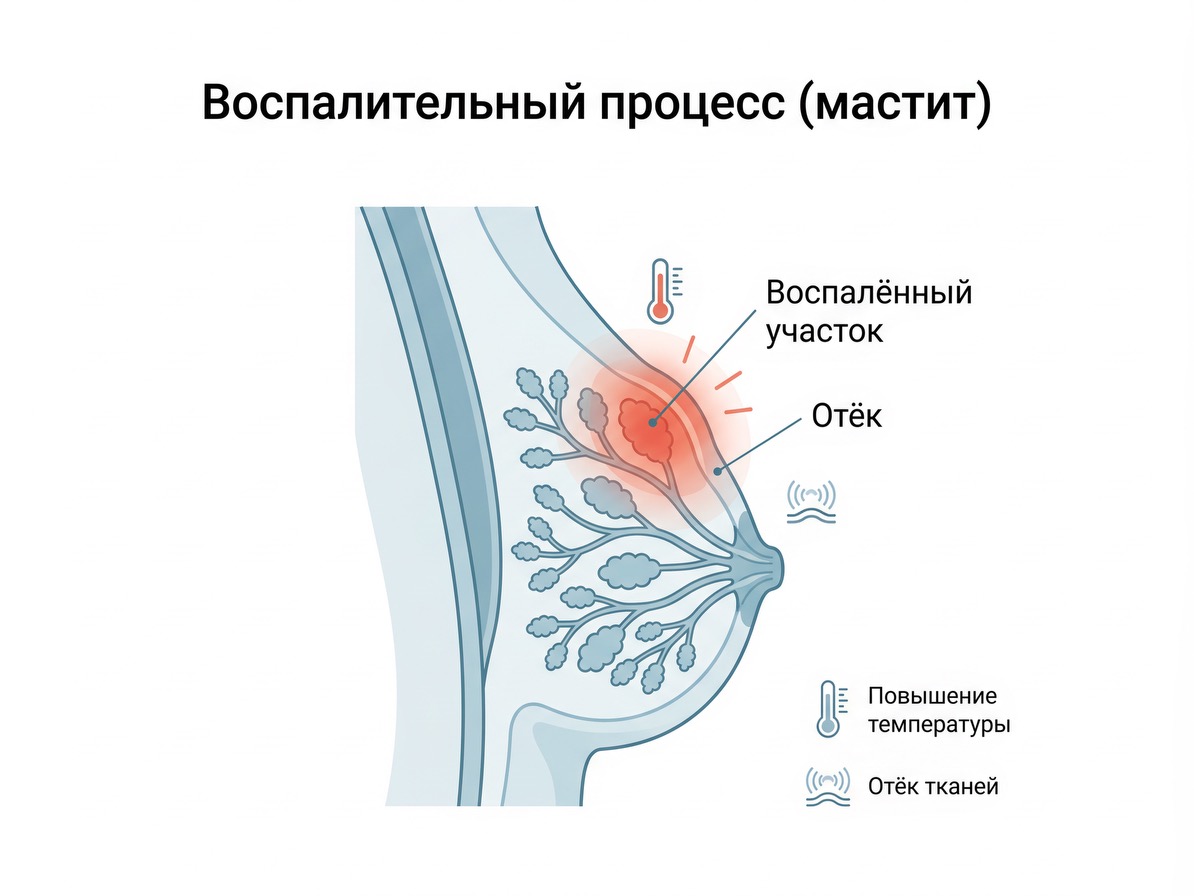 Воспалительный процесс (мастит)
Воспалённый
участок
Отёк
Повышение
температуры
Отёк тканей